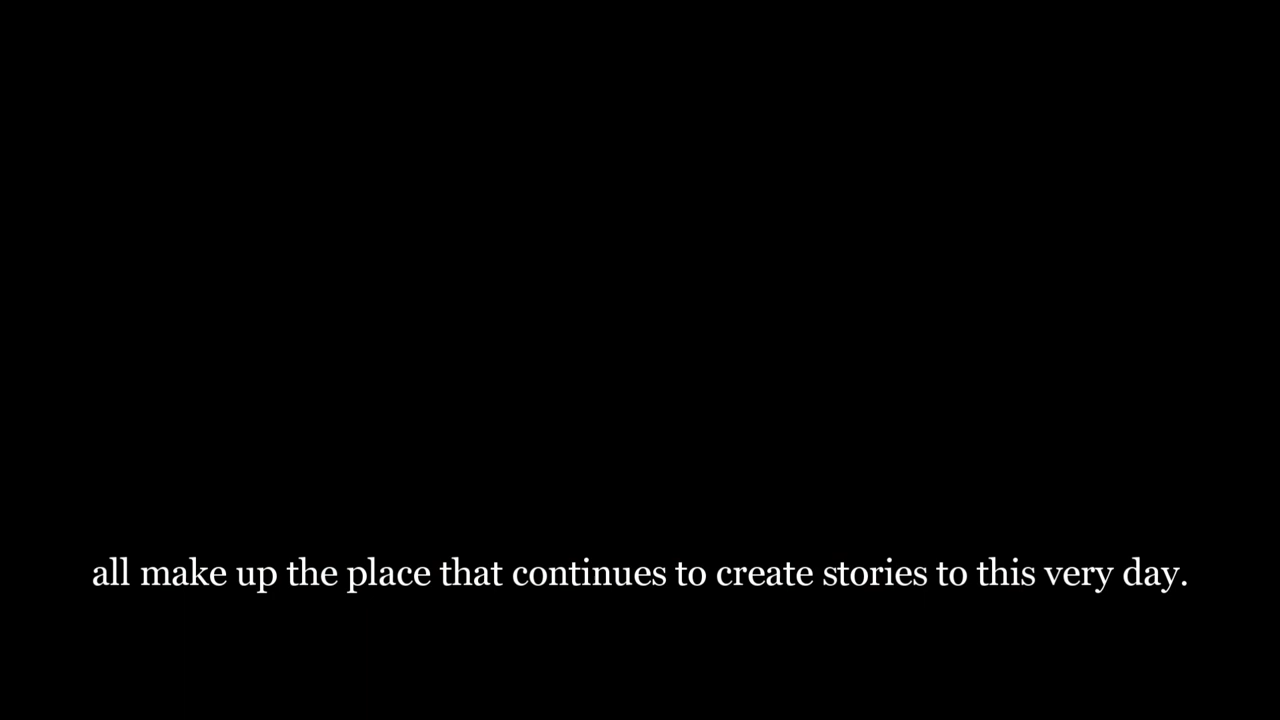 all make up the place that continues to create stories to this very day.